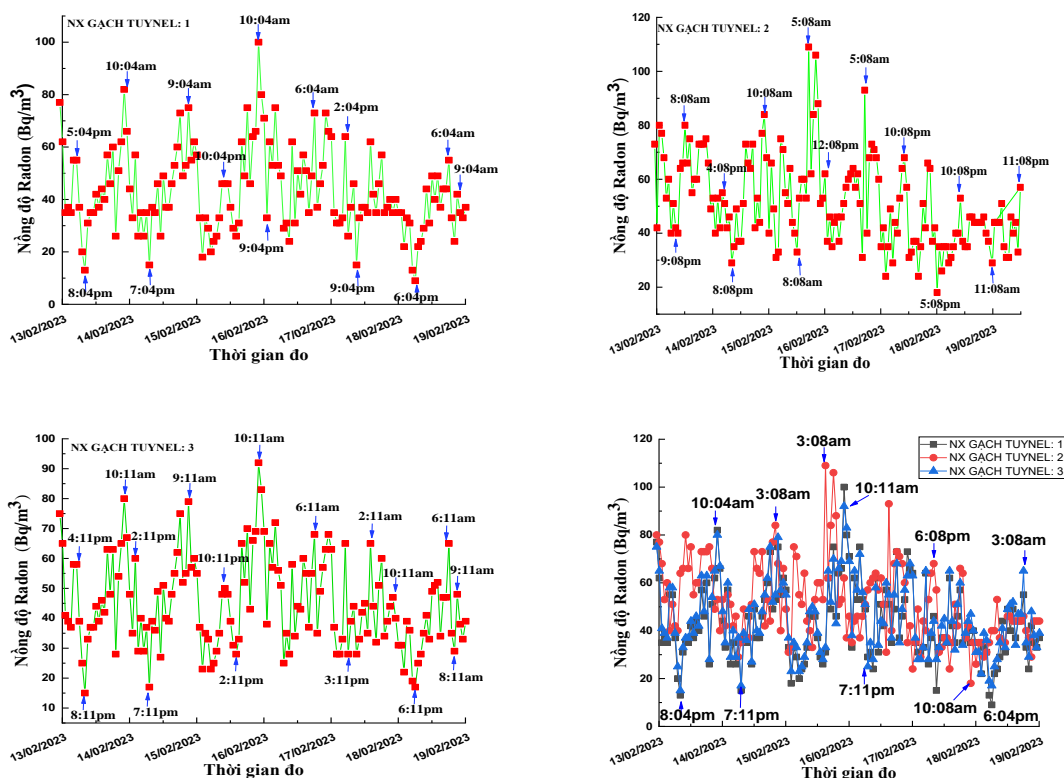 NX GẠCH TUYNEL: 1
Nồng độ Radon (Bq/m³)
100
80
60
40
20
0
10:04am
10:04am
9:04am
6:04am
2:04pm
6:04am
5:04pm
10:04pm
9:04am
8:04pm
7:04pm
9:04pm
9:04pm
6:04pm
13/02/2023
14/02/2023
15/02/2023
16/02/2023
17/02/2023
18/02/2023
19/02/2023
Thời gian đo
NX GẠCH TUYNEL: 2
Nồng độ Radon (Bq/m³)
120
100
80
60
40
20
5:08am
5:08am
8:08am
10:08am
12:08pm
10:08pm
4:08pm
10:08pm
11:08pm
9:08pm
8:08pm
8:08am
5:08pm
11:08am
13/02/2023
14/02/2023
15/02/2023
16/02/2023
17/02/2023
18/02/2023
19/02/2023
Thời gian đo
NX GẠCH TUYNEL: 3
Nồng độ Radon (Bq/m³)
100
90
80
70
60
50
40
30
20
10
10:11am
10:11am
9:11am
6:11am
2:11am
6:11am
4:11pm
2:11pm
10:11pm
10:11am
9:11am
8:11pm
7:11pm
2:11pm
3:11pm
6:11pm
8:11am
13/02/2023
14/02/2023
15/02/2023
16/02/2023
17/02/2023
18/02/2023
19/02/2023
Thời gian đo
NX GẠCH TUYNEL: 1
NX GẠCH TUYNEL: 2
NX GẠCH TUYNEL: 3
Nồng độ Radon (Bq/m³)
120
100
80
60
40
20
0
3:08am
10:04am
3:08am
10:11am
6:08pm
3:08am
8:04pm
7:11pm
7:11pm
10:08am
6:04pm
13/02/2023
14/02/2023
15/02/2023
16/02/2023
17/02/2023
18/02/2023
19/02/2023
Thời gian đo